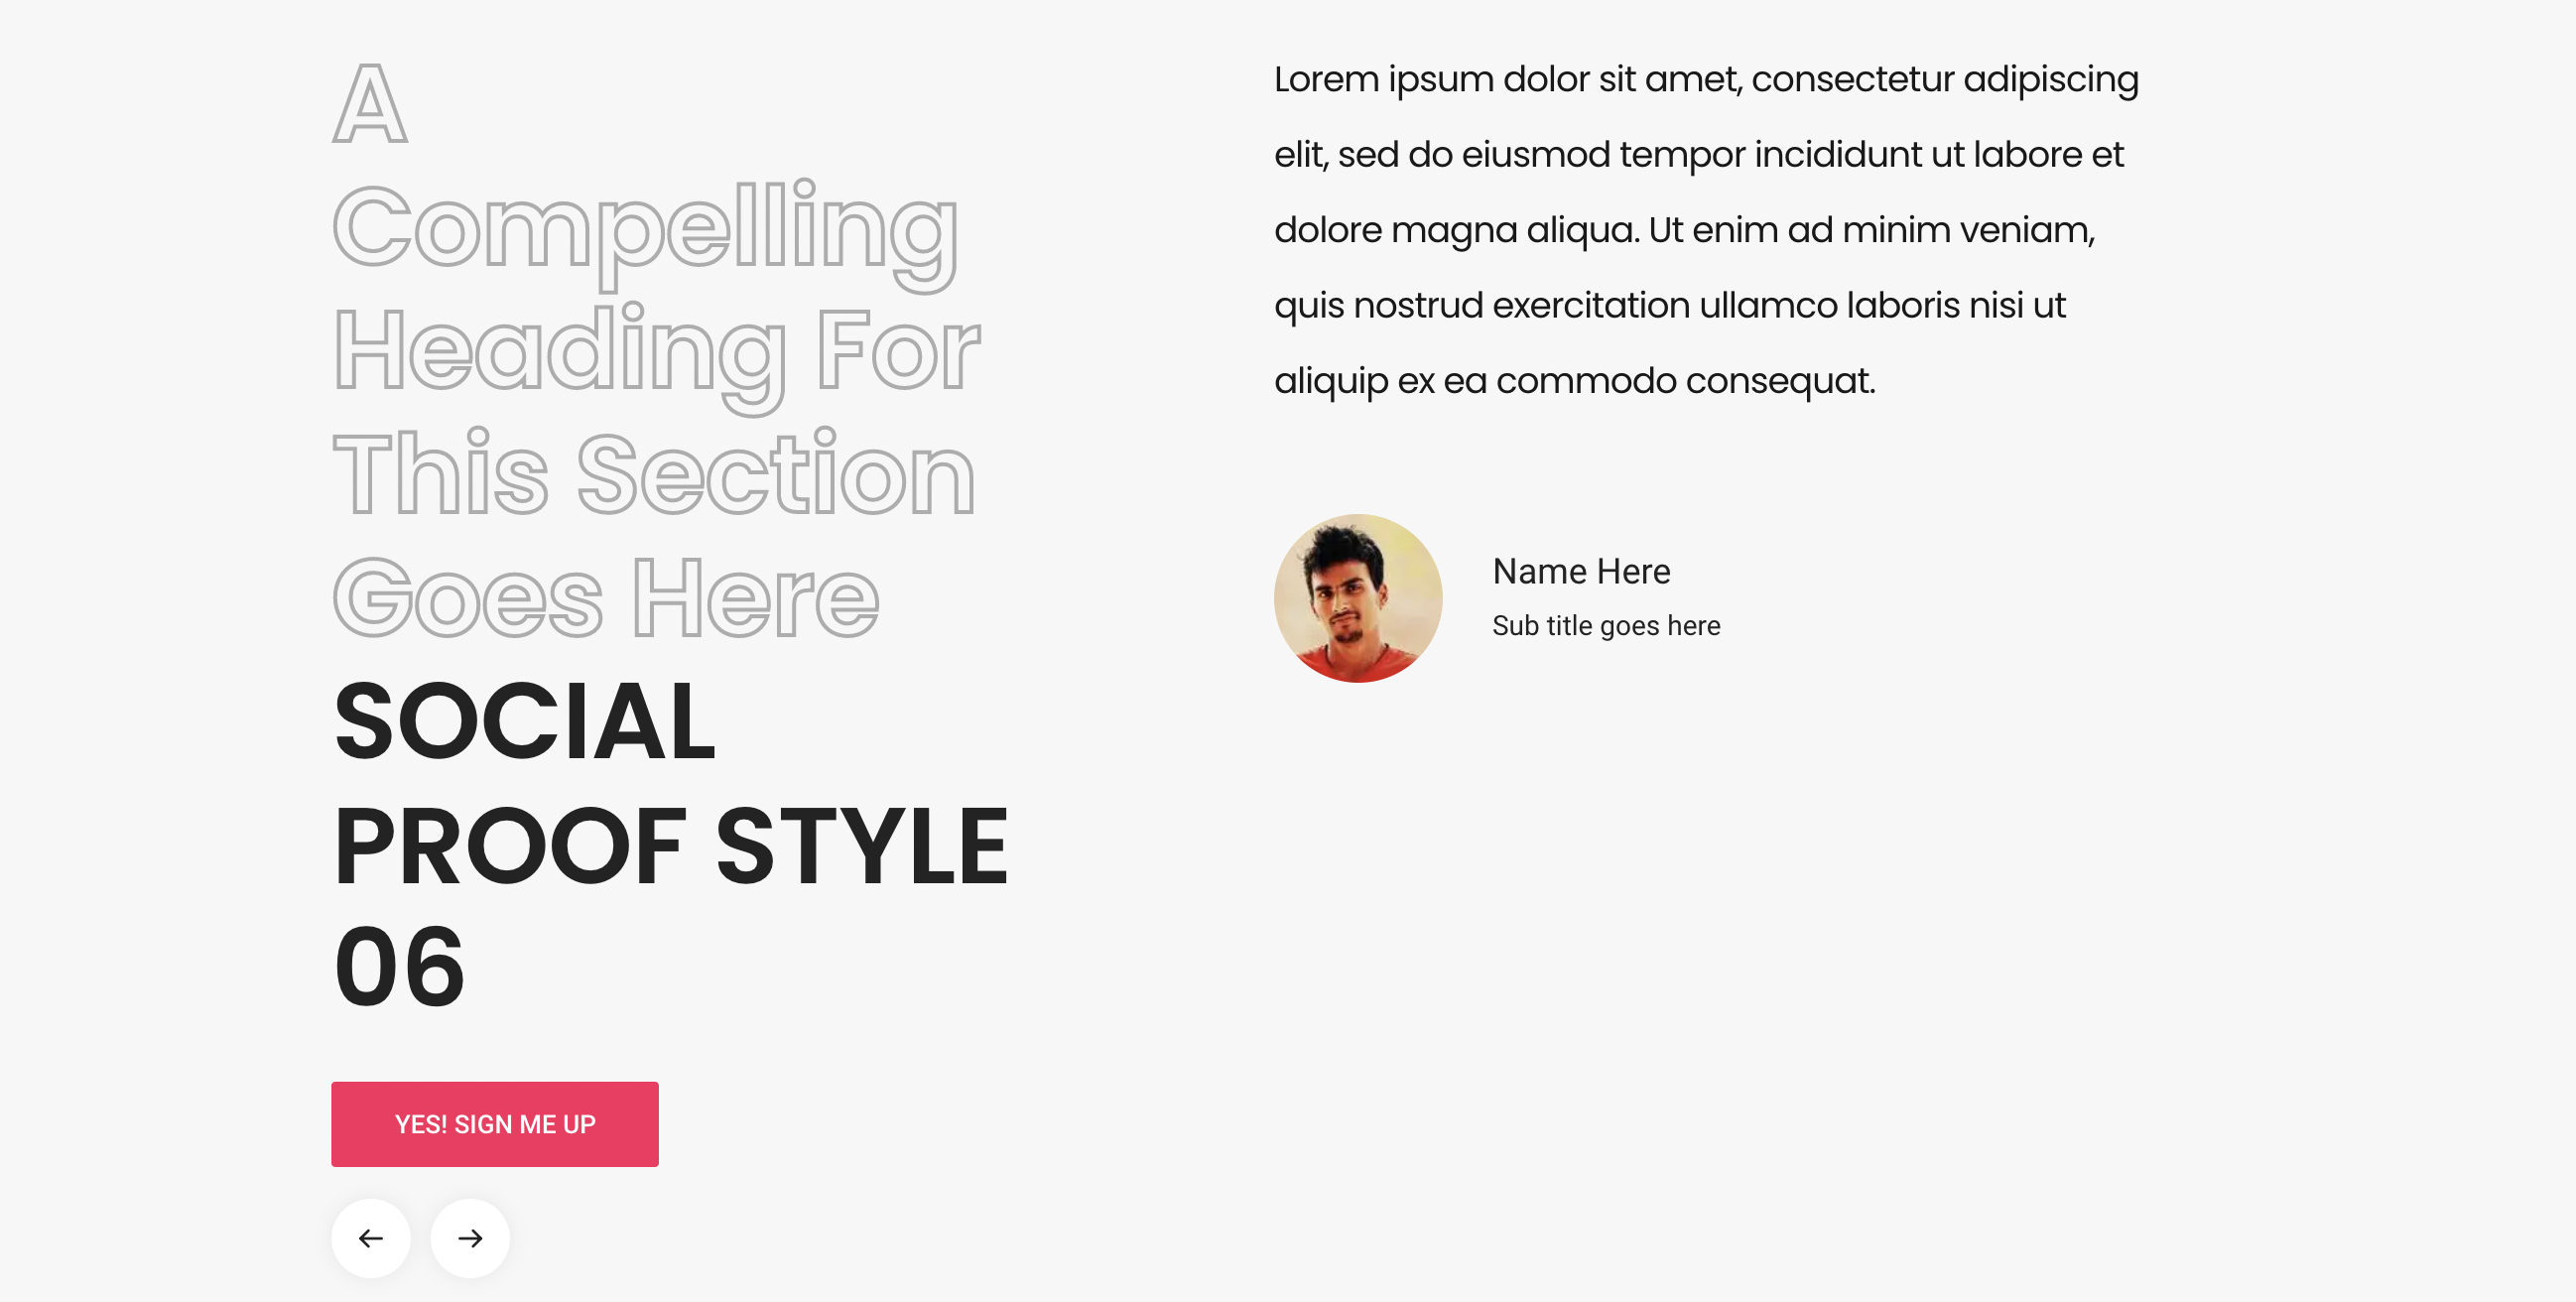 A
Compelling
Heading For
This Section
Goes Here
SOCIAL
PROOF STYLE
06
YES! SIGN ME UP
Lorem ipsum dolor sit amet, consectetur adipiscing
elit, sed do eiusmod tempor incididunt ut labore et
dolore magna aliqua. Ut enim ad minim veniam,
quis nostrud exercitation ullamco laboris nisi ut
aliquip ex ea commodo consequat.
Name Here
Sub title goes here